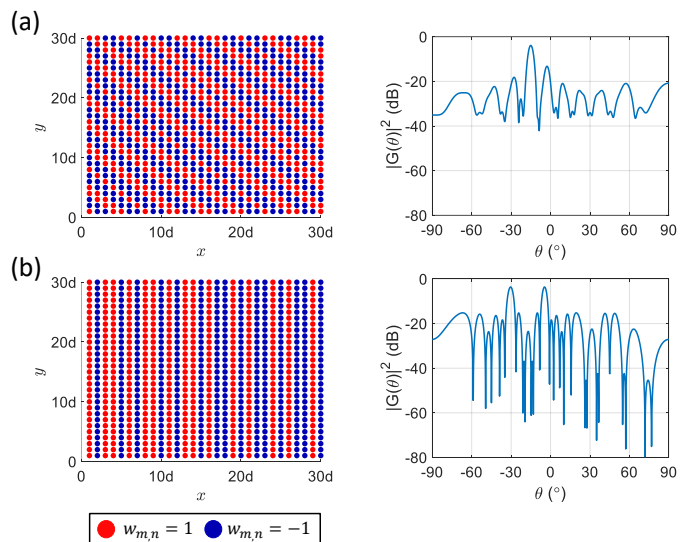 (a)
30d
20d
10d
0
y
0
10d
20d
30d
x
0
-20
-40
-60
-80
|G(θ)|² (dB)
-90
-60
-30
0
30
60
90
θ (°)
(b)
30d
20d
10d
0
y
0
10d
20d
30d
x
0
-20
-40
-60
-80
|G(θ)|² (dB)
-90
-60
-30
0
30
60
90
θ (°)
w_{m,n} = 1 w_{m,n} = −1